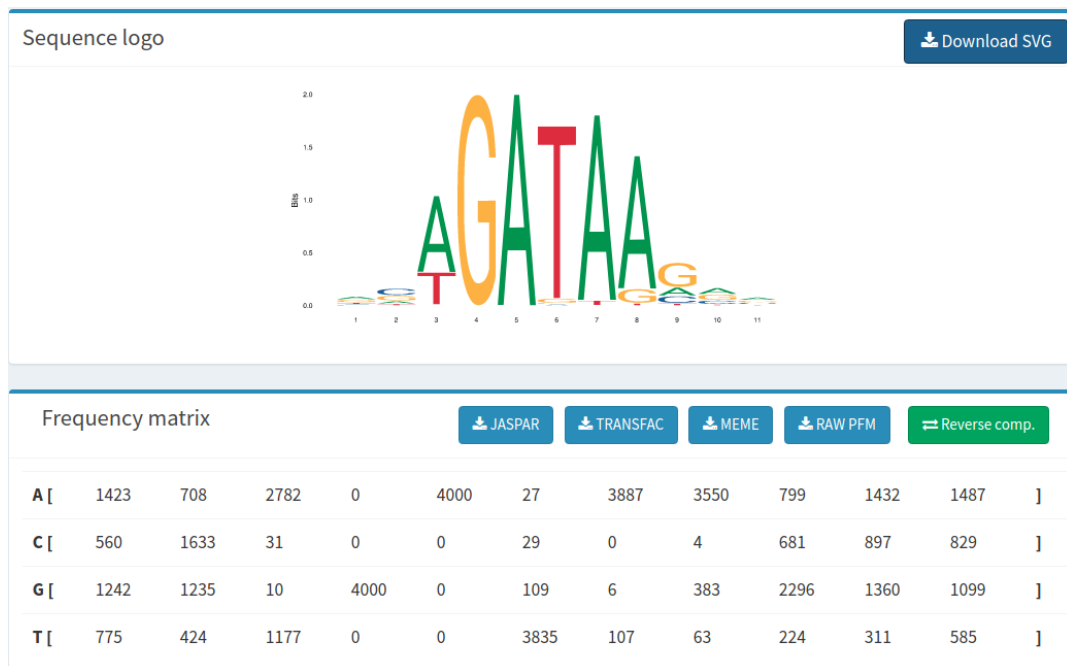 Sequence logo
Download SVG
2.0
1.5
1.0
0.5
0.0
Bits
A
T
G
A
T
A
A
G
G
A
C
1 2 3 4 5 6 7 8 9 10 11
Frequency matrix
JASPAR TRANSFAC MEME RAW PFM Reverse comp.
A [ 1423 708 2782 0 4000 27 3887 3550 799 1432 1487 ]
C [ 560 1633 31 0 0 29 0 4 681 897 829 ]
G [ 1242 1235 10 4000 0 109 6 383 2296 1360 1099 ]
T [ 775 424 1177 0 0 3835 107 63 224 311 585 ]